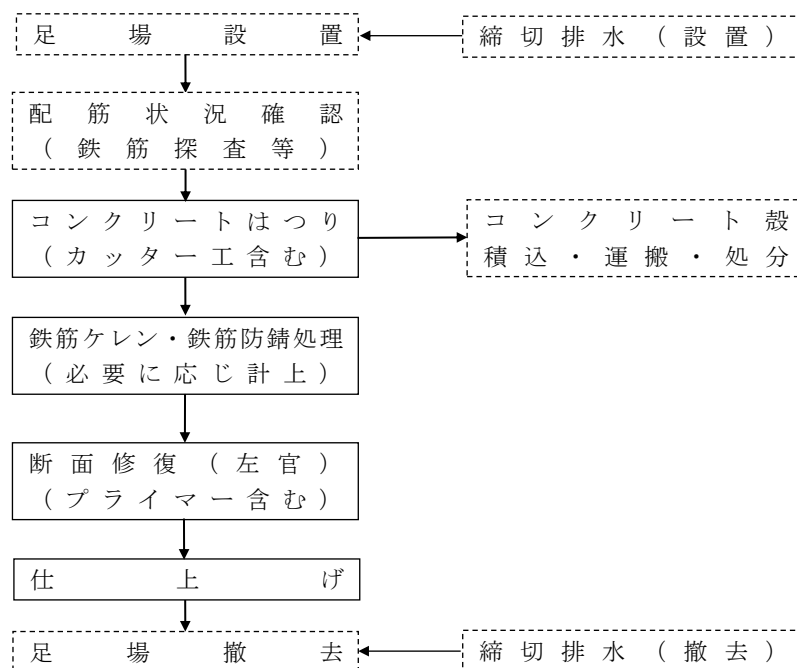 足場設置
締切排水(設置)
配筋状況確認
(鉄筋探査等)
コンクリートはつり
(カッター工含む)
コンクリート殻
積込・運搬・処分
鉄筋ケレン・鉄筋防錆処理
(必要に応じ計上)
断面修復(左官)
(プライマー含む)
仕上げ
足場撤去
締切排水(撤去)